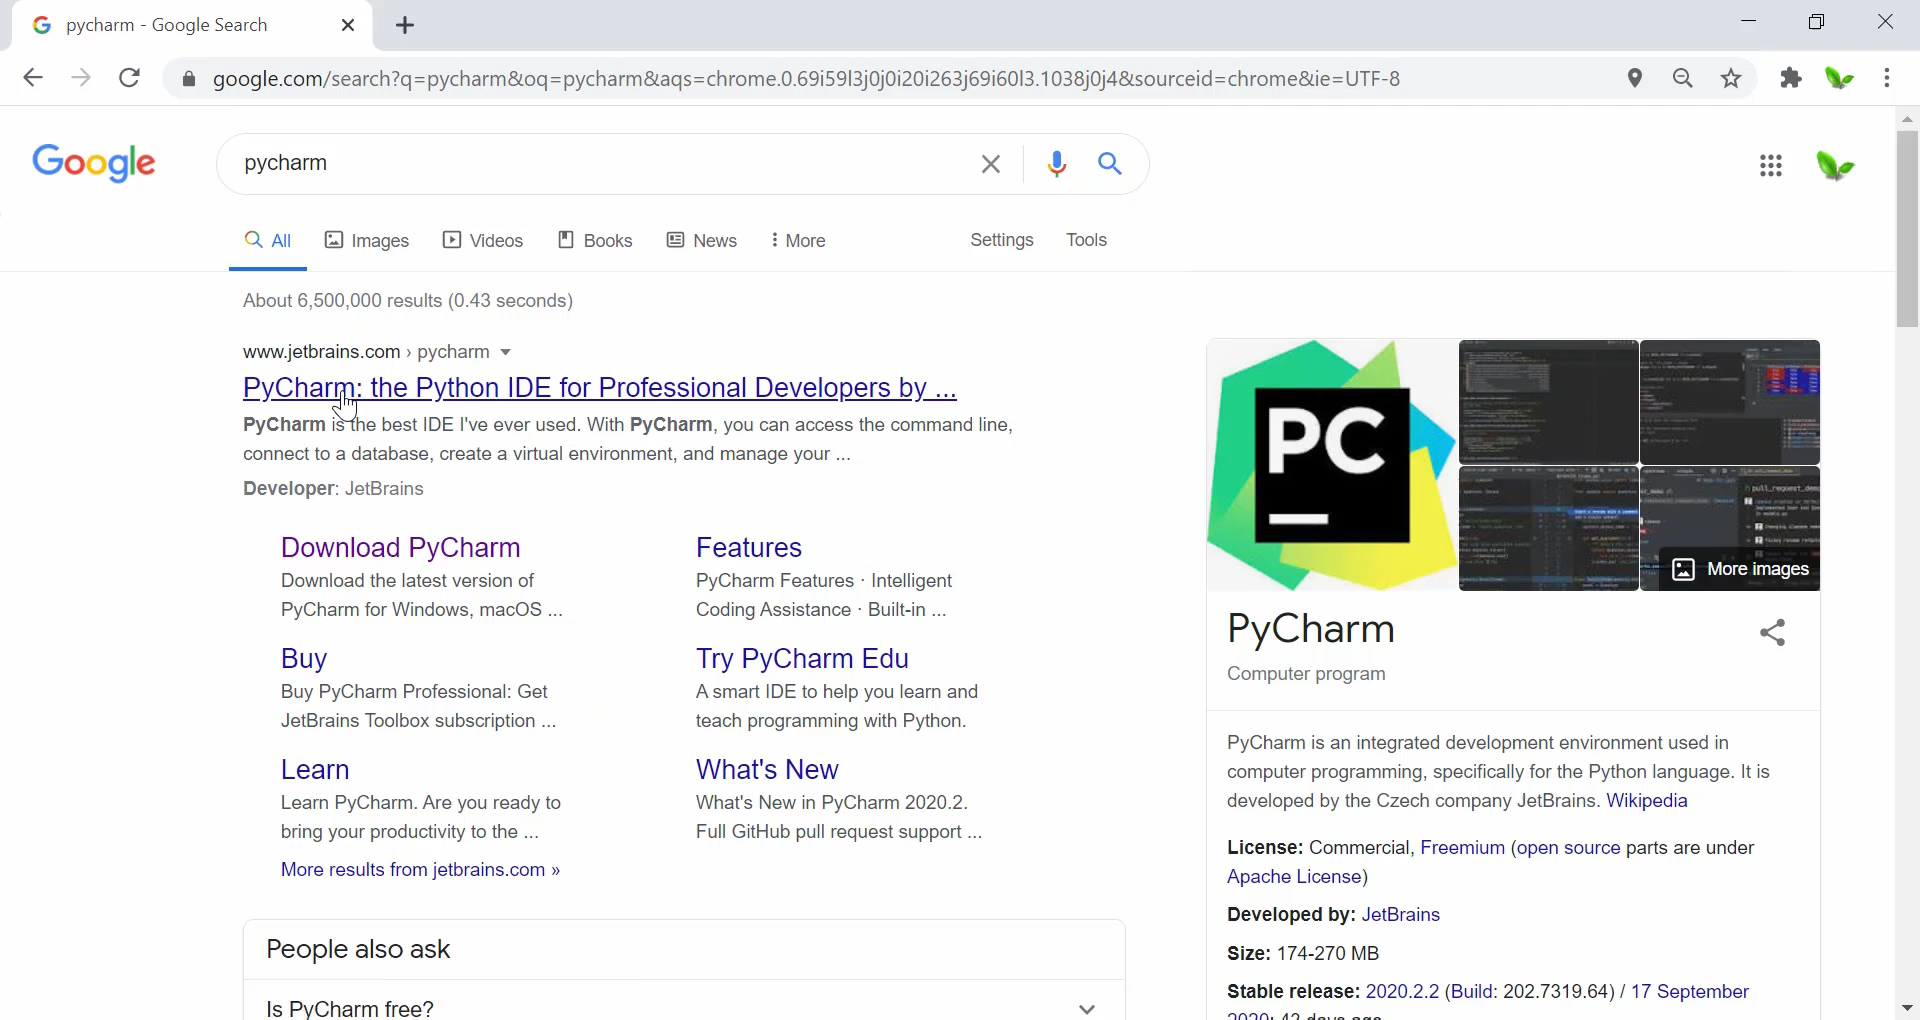 pycharm - Google Search
google.com/search?q=pycharm&oq=pycharm&aqs=chrome.0.69i59l3j0j0i20i263j69i60l3.1038j0j4&sourceid=chrome&ie=UTF-8
Google
pycharm
All Images Videos Books News More Settings Tools
About 6,500,000 results (0.43 seconds)
www.jetbrains.com › pycharm
PyCharm: the Python IDE for Professional Developers by ...
PyCharm is the best IDE I've ever used. With PyCharm, you can access the command line,
connect to a database, create a virtual environment, and manage your ...
Developer: JetBrains
Download PyCharm
Download the latest version of
PyCharm for Windows, macOS ...
Features
PyCharm Features · Intelligent
Coding Assistance · Built-in ...
Buy
Buy PyCharm Professional: Get
JetBrains Toolbox subscription ...
Try PyCharm Edu
A smart IDE to help you learn and
teach programming with Python.
Learn
Learn PyCharm. Are you ready to
bring your productivity to the ...
What's New
What's New in PyCharm 2020.2.
Full GitHub pull request support ...
More results from jetbrains.com »
People also ask
Is PyCharm free?
PC
More images
PyCharm
Computer program
PyCharm is an integrated development environment used in
computer programming, specifically for the Python language. It is
developed by the Czech company JetBrains. Wikipedia
License: Commercial, Freemium (open source parts are under
Apache License)
Developed by: JetBrains
Size: 174-270 MB
Stable release: 2020.2.2 (Build: 202.7319.64) / 17 September
2020; 42 days ago